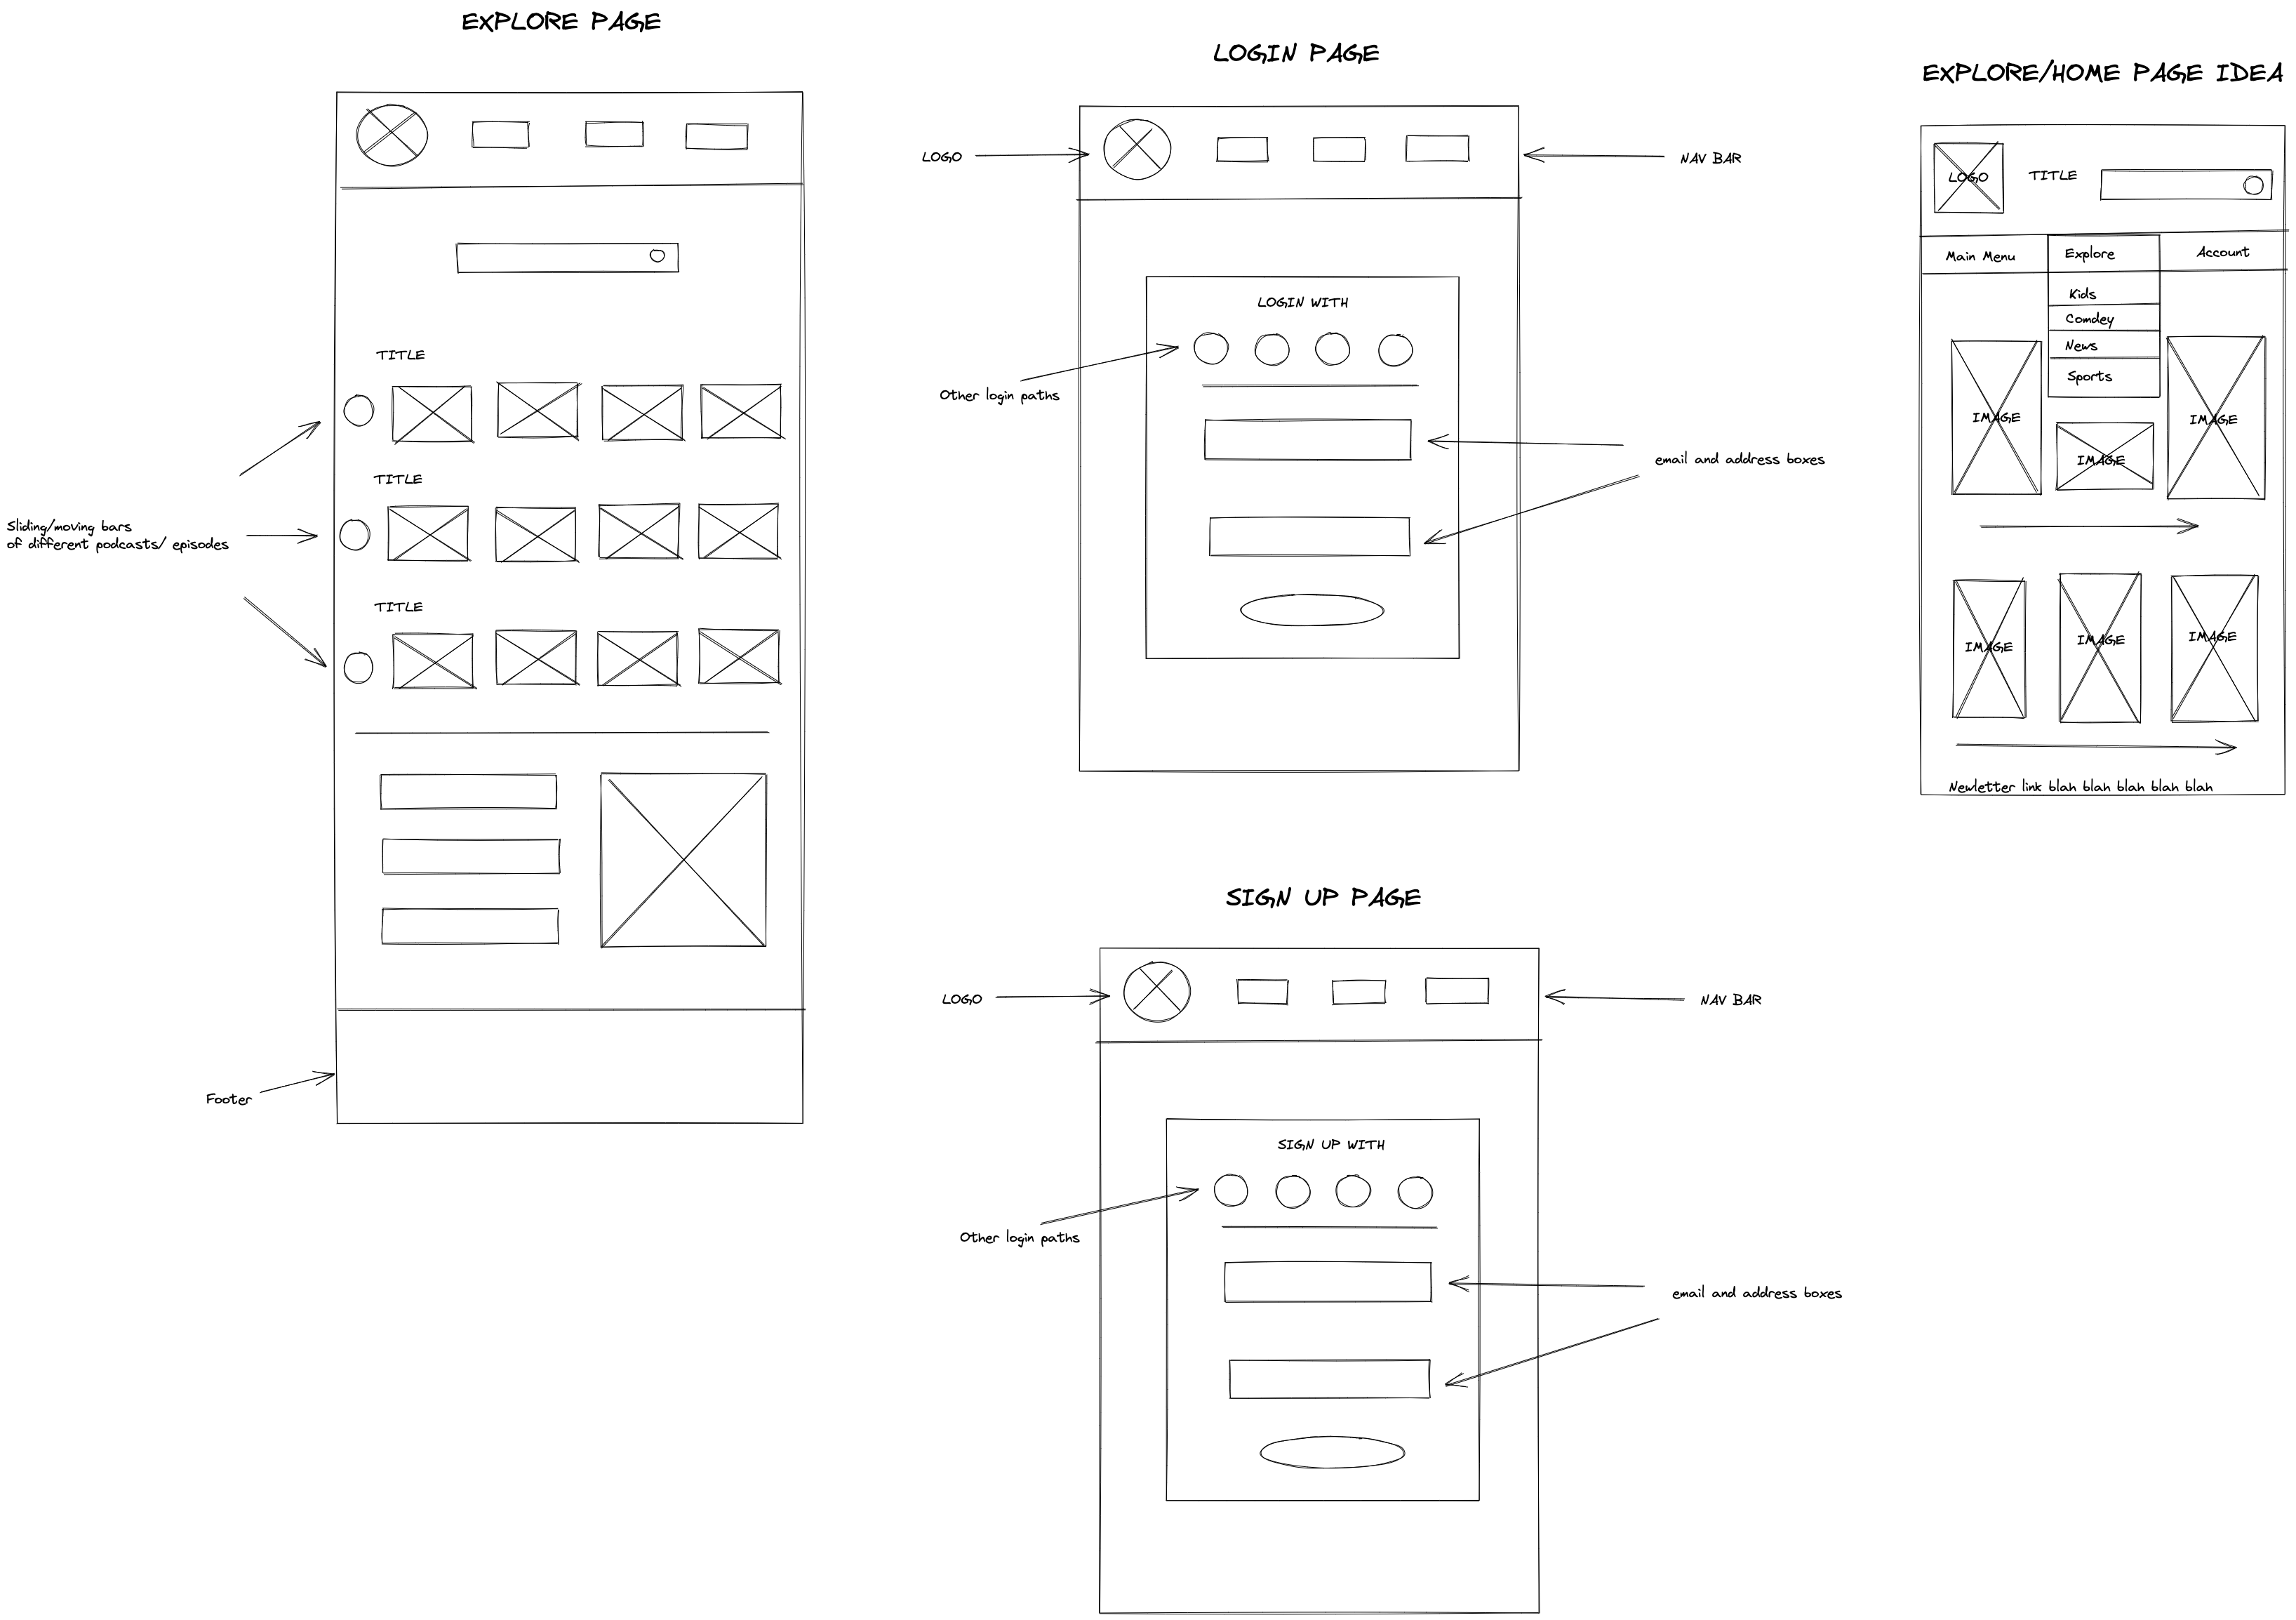 EXPLORE PAGE
TITLE
TITLE
TITLE
Sliding/moving bars
of different podcasts/ episodes
Footer
LOGIN PAGE
LOGO
NAV BAR
LOGIN WITH
Other login paths
email and address boxes
SIGN UP PAGE
LOGO
NAV BAR
SIGN UP WITH
Other login paths
email and address boxes
EXPLORE/HOME PAGE IDEA
LOGO
TITLE
Main Menu
Explore
Account
Kids
Comdey
News
Sports
IMAGE
IMAGE
IMAGE
IMAGE
IMAGE
IMAGE
Newletter link blah blah blah blah blah